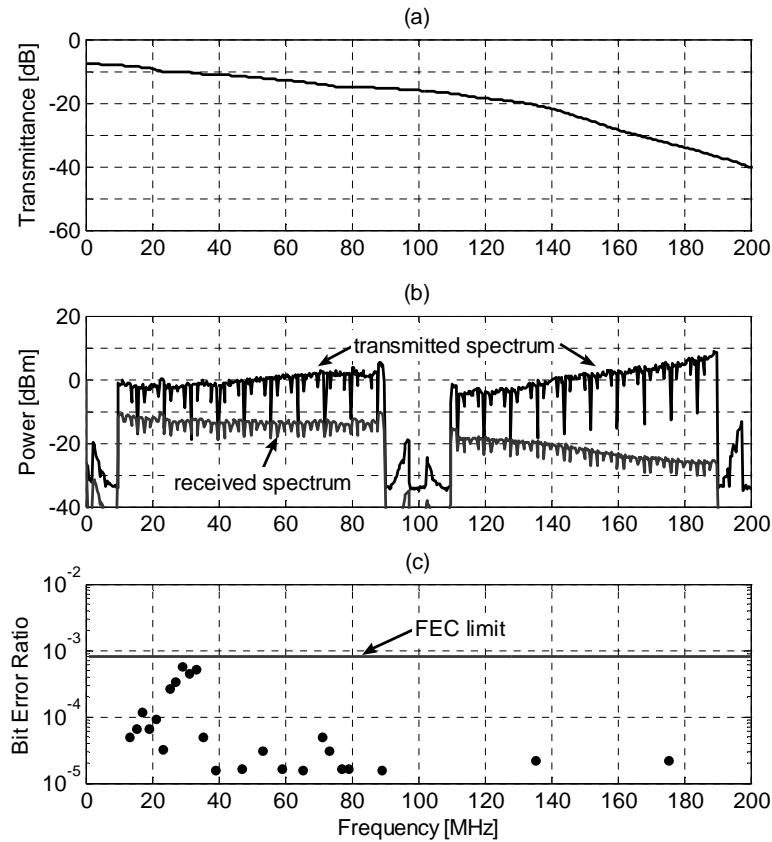 (a)
Transmittance [dB]
0
-20
-40
-60
0 20 40 60 80 100 120 140 160 180 200
(b)
Power [dBm]
20
0
-20
-40
transmitted spectrum
received spectrum
0 20 40 60 80 100 120 140 160 180 200
(c)
Bit Error Ratio
10-2
10-3
10-4
10-5
FEC limit
0 20 40 60 80 100 120 140 160 180 200
Frequency [MHz]